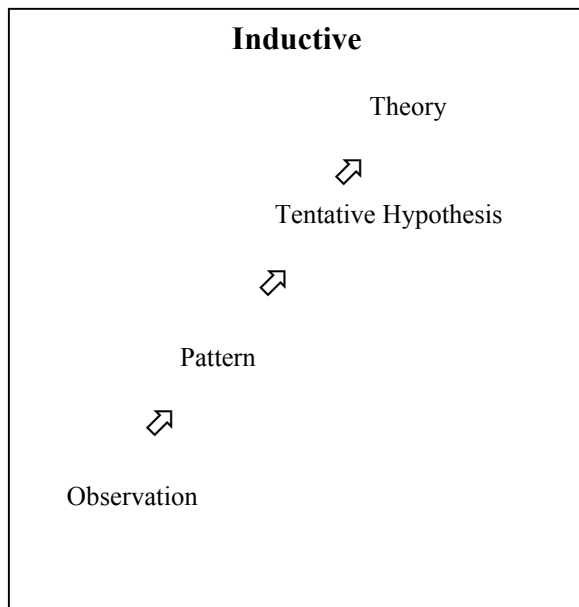 Inductive
Theory
Tentative Hypothesis
Pattern
Observation